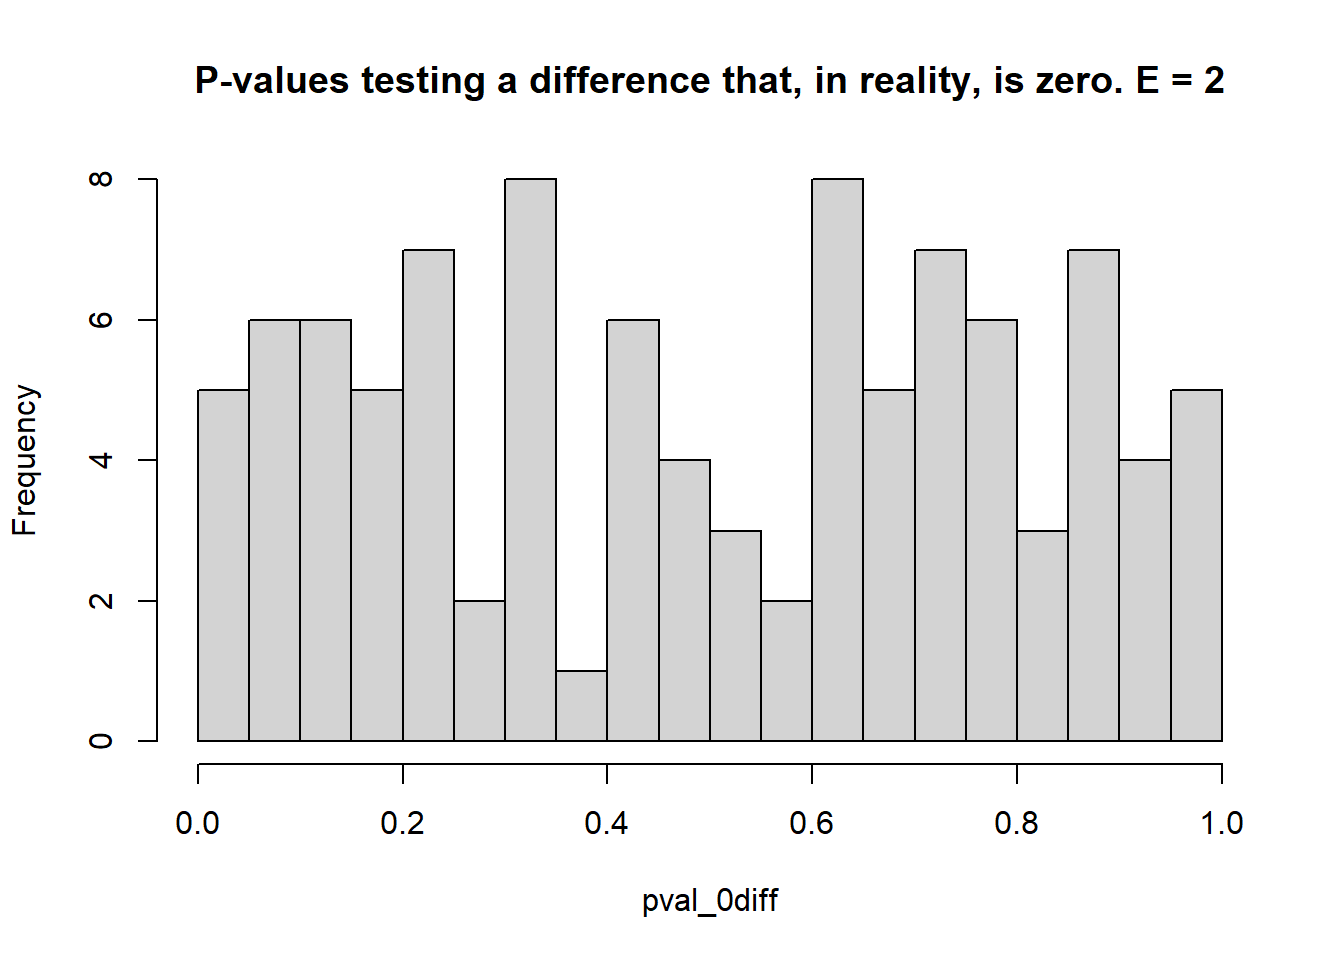 P-values testing a difference that, in reality, is zero. E = 2
8
6
4
2
0
Frequency
0.0 0.2 0.4 0.6 0.8 1.0
pval_0diff